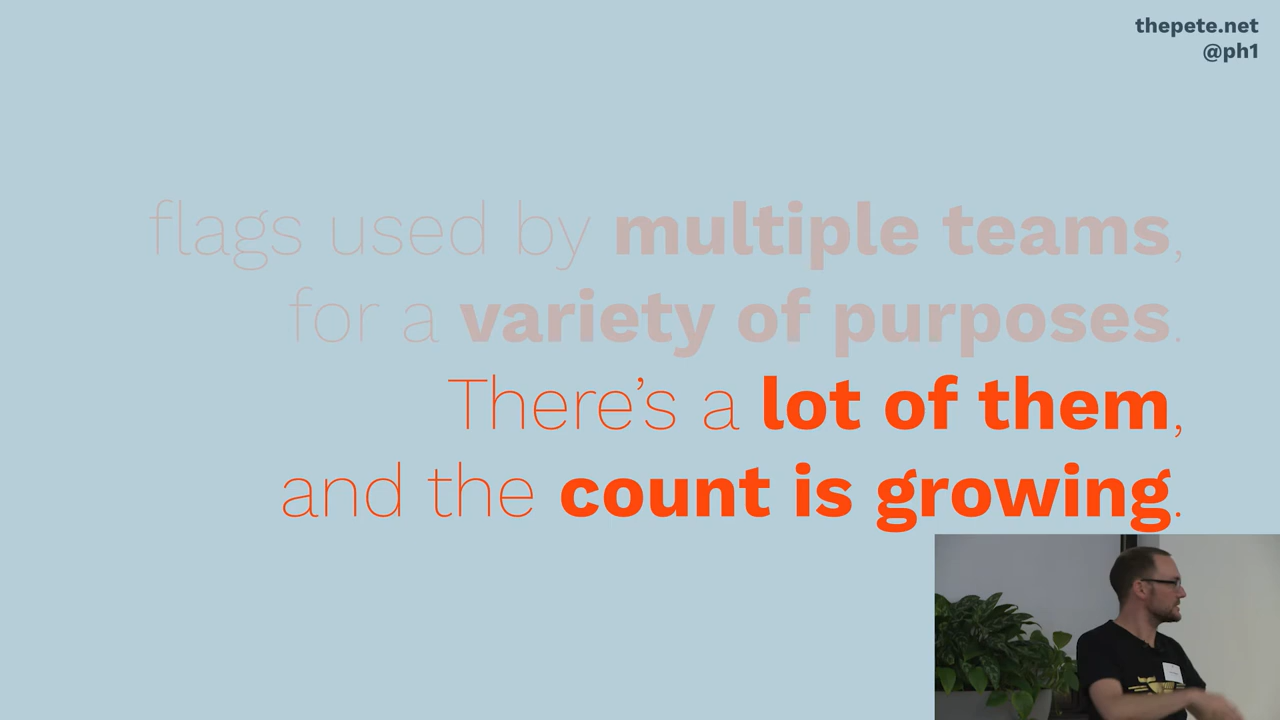 thepete.net
@ph1
flags used by multiple teams,
for a variety of purposes.
There’s a lot of them,
and the count is growing.